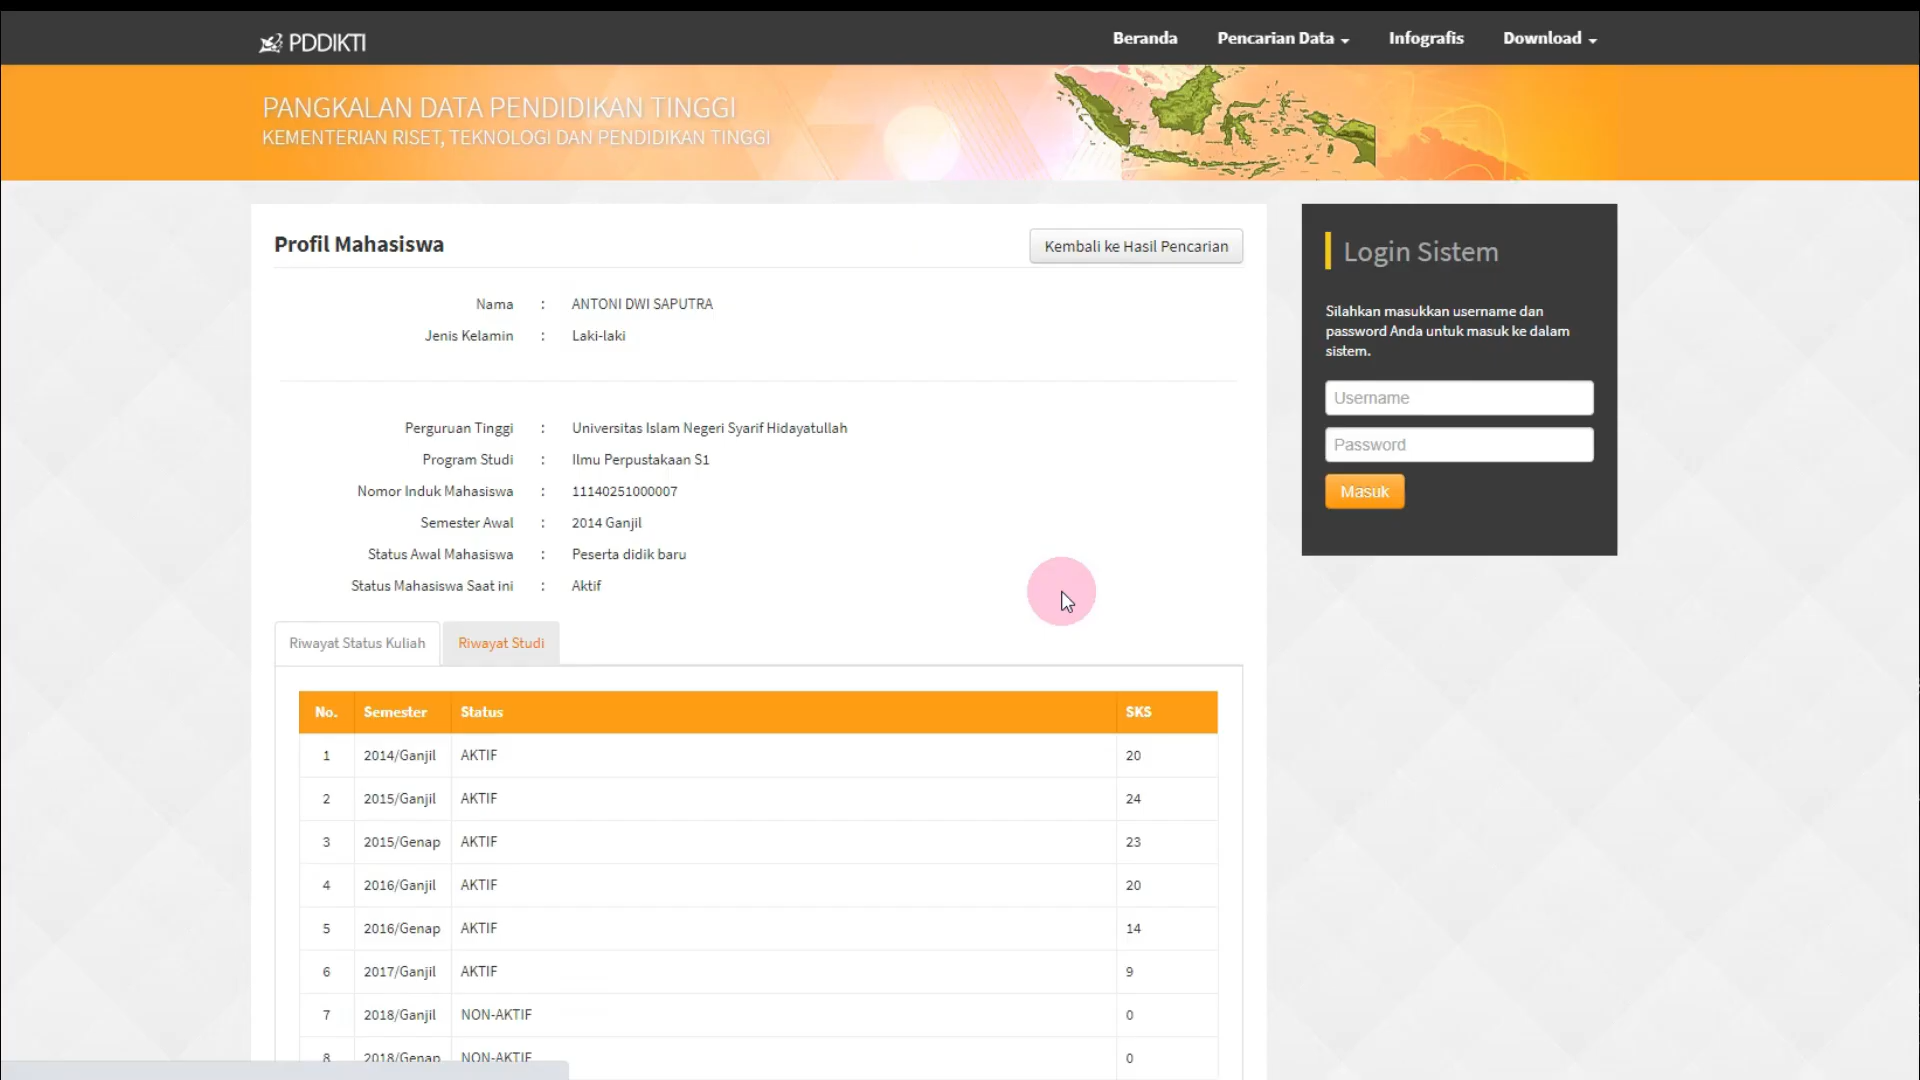 PDDIKTI
Beranda
Pencarian Data
Infografis
Download
PANGKALAN DATA PENDIDIKAN TINGGI
KEMENTERIAN RISET, TEKNOLOGI DAN PENDIDIKAN TINGGI
Profil Mahasiswa
Kembali ke Hasil Pencarian
Nama : ANTONI DWI SAPUTRA
Jenis Kelamin : Laki-laki
Perguruan Tinggi : Universitas Islam Negeri Syarif Hidayatullah
Program Studi : Ilmu Perpustakaan S1
Nomor Induk Mahasiswa : 11140251000007
Semester Awal : 2014 Ganjil
Status Awal Mahasiswa : Peserta didik baru
Status Mahasiswa Saat ini : Aktif
Riwayat Status Kuliah
Riwayat Studi
No. Semester Status SKS
1 2014/Ganjil AKTIF 20
2 2015/Ganjil AKTIF 24
3 2015/Genap AKTIF 23
4 2016/Ganjil AKTIF 20
5 2016/Genap AKTIF 14
6 2017/Ganjil AKTIF 9
7 2018/Ganjil NON-AKTIF 0
8 2018/Genap NON-AKTIF 0
Login Sistem
Silahkan masukkan username dan
password Anda untuk masuk ke dalam
sistem.
Username
Password
Masuk